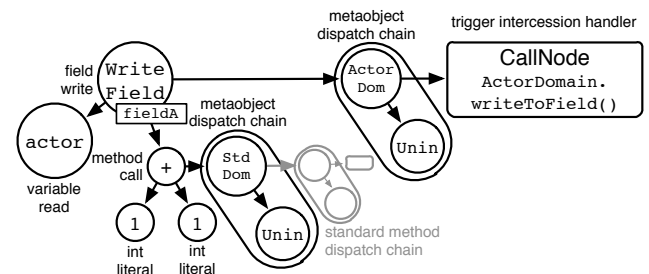 metaobject
dispatch chain
trigger intercession handler
field
write
Write
Field
fieldA
Actor
Dom
Unin
CallNode
ActorDomain.
writeToField()
actor
variable
read
metaobject
dispatch chain
method
call
+
Std
Dom
Unin
standard method
dispatch chain
1
int
literal
1
int
literal